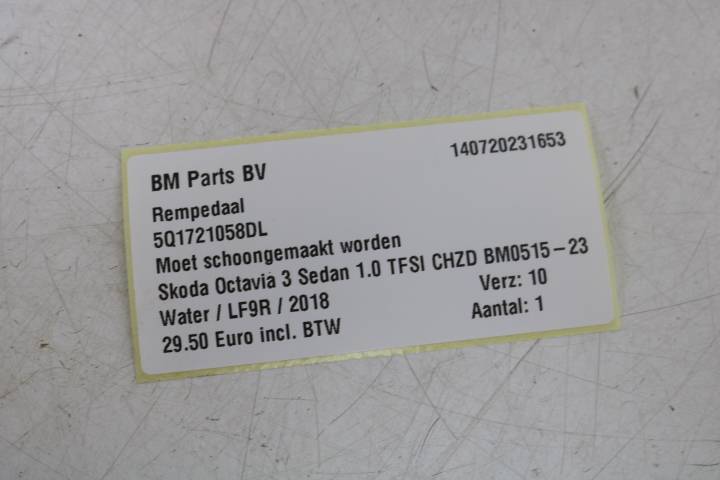 140720231653
BM Parts BV
Rempedaal
5Q1721058DL
Moet schoongemaakt worden
Skoda Octavia 3 Sedan 1.0 TFSI CHZD BM0515-23
Water / LF9R / 2018 Verz: 10
29.50 Euro incl. BTW Aantal: 1